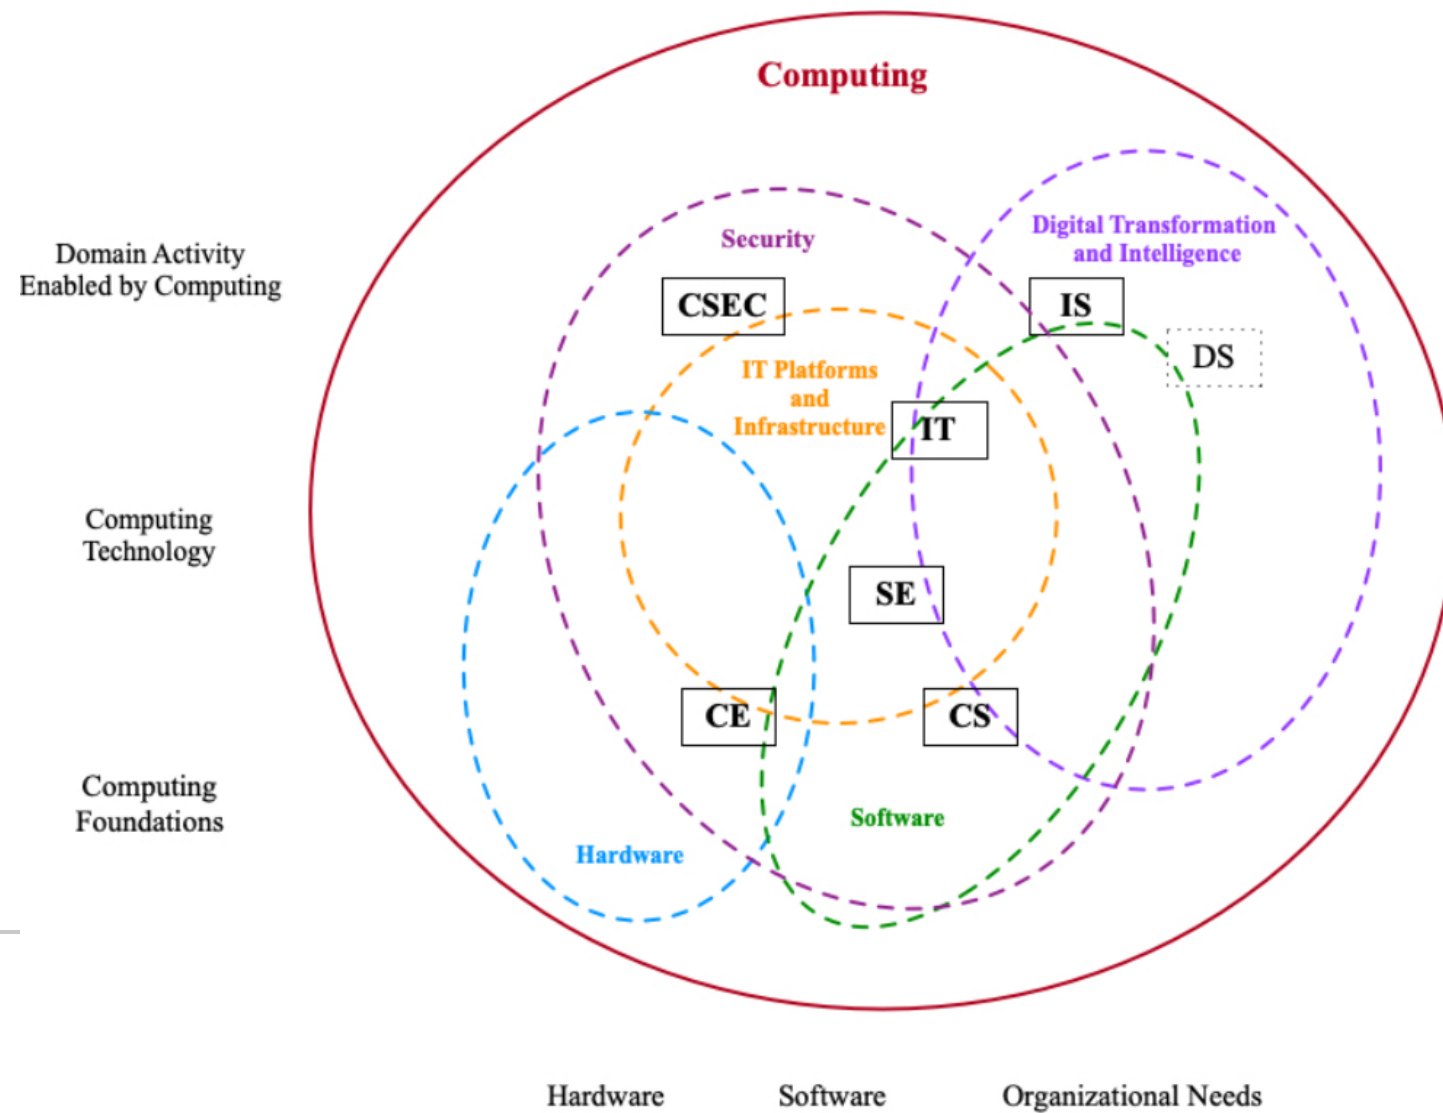 Computing
Digital Transformation
and Intelligence
Security
Domain Activity
Enabled by Computing
CSEC
IS
DS
IT Platforms
and
Infrastructure
IT
Computing
Technology
SE
CE
CS
Computing
Foundations
Software
Hardware
Hardware
Software
Organizational Needs